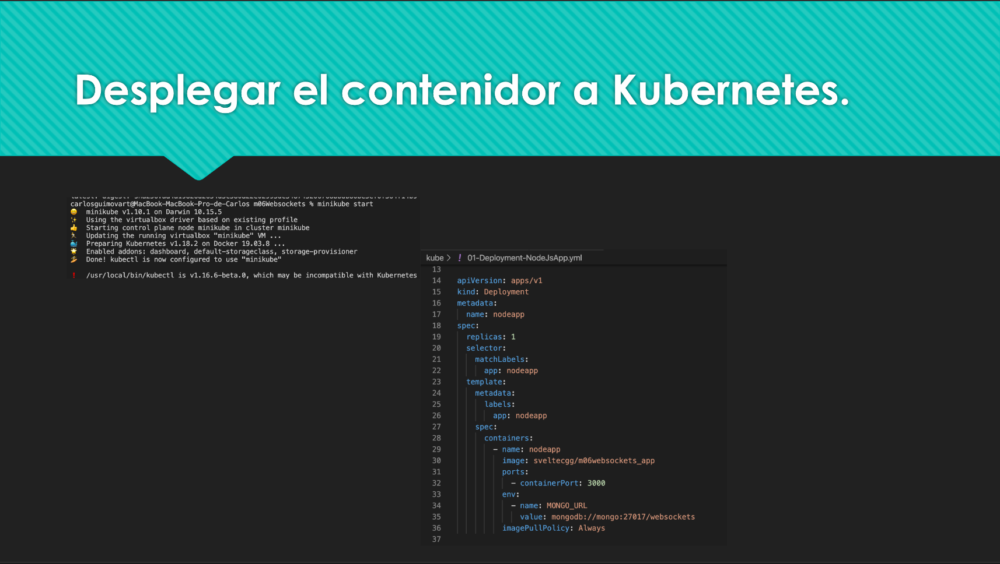 Desplegar el contenidor a Kubernetes.
carlosguimovart@MacBook-MacBook-Pro-de-Carlos m06Websockets % minikube start
😄 minikube v1.10.1 on Darwin 10.15.5
✨ Using the virtualbox driver based on existing profile
👍 Starting control plane node minikube in cluster minikube
🏃 Updating the running virtualbox "minikube" VM ...
🐳 Preparing Kubernetes v1.18.2 on Docker 19.03.8 ...
🌟 Enabled addons: dashboard, default-storageclass, storage-provisioner
🏄 Done! kubectl is now configured to use "minikube"
❗ /usr/local/bin/kubectl is v1.16.6-beta.0, which may be incompatible with Kubernetes
kube > ! 01-Deployment-NodeJsApp.yml
13
14 apiVersion: apps/v1
15 kind: Deployment
16 metadata:
17   name: nodeapp
18 spec:
19   replicas: 1
20   selector:
21     matchLabels:
22       app: nodeapp
23   template:
24     metadata:
25       labels:
26         app: nodeapp
27     spec:
28       containers:
29         - name: nodeapp
30           image: sveltecgg/m06websockets_app
31           ports:
32             - containerPort: 3000
33           env:
34             - name: MONGO_URL
35               value: mongodb://mongo:27017/websockets
36           imagePullPolicy: Always
37